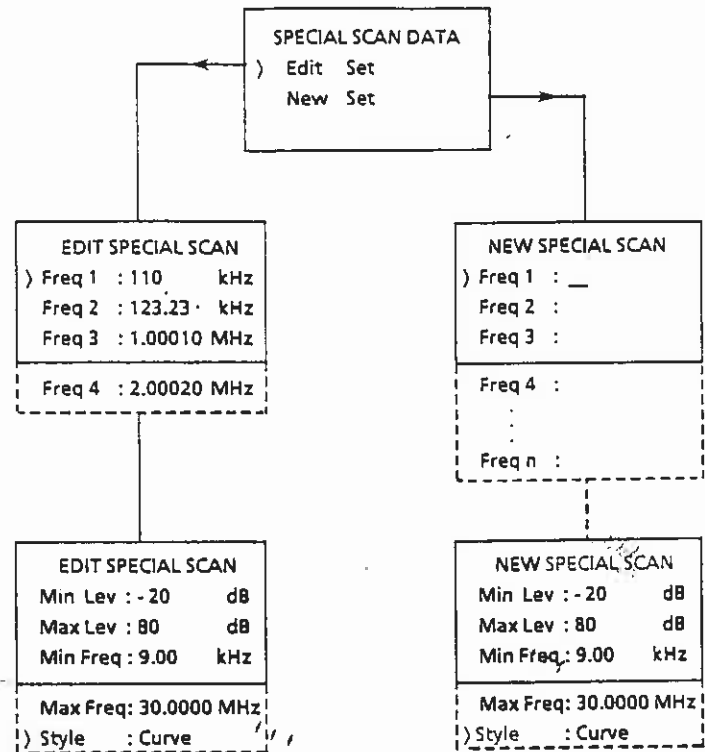 SPECIAL SCAN DATA
) Edit Set
New Set
EDIT SPECIAL SCAN
) Freq 1 : 110 kHz
Freq 2 : 123.23 kHz
Freq 3 : 1.00010 MHz
Freq 4 : 2.00020 MHz
NEW SPECIAL SCAN
) Freq 1 : _
Freq 2 :
Freq 3 :
Freq 4 :
.
.
.
Freq n :
EDIT SPECIAL SCAN
Min Lev : - 20 dB
Max Lev : 80 dB
Min Freq : 9.00 kHz
Max Freq: 30.0000 MHz
) Style : Curve
NEW SPECIAL SCAN
Min Lev : - 20 dB
Max Lev : 80 dB
Min Freq : 9.00 kHz
Max Freq: 30.0000 MHz
) Style : Curve